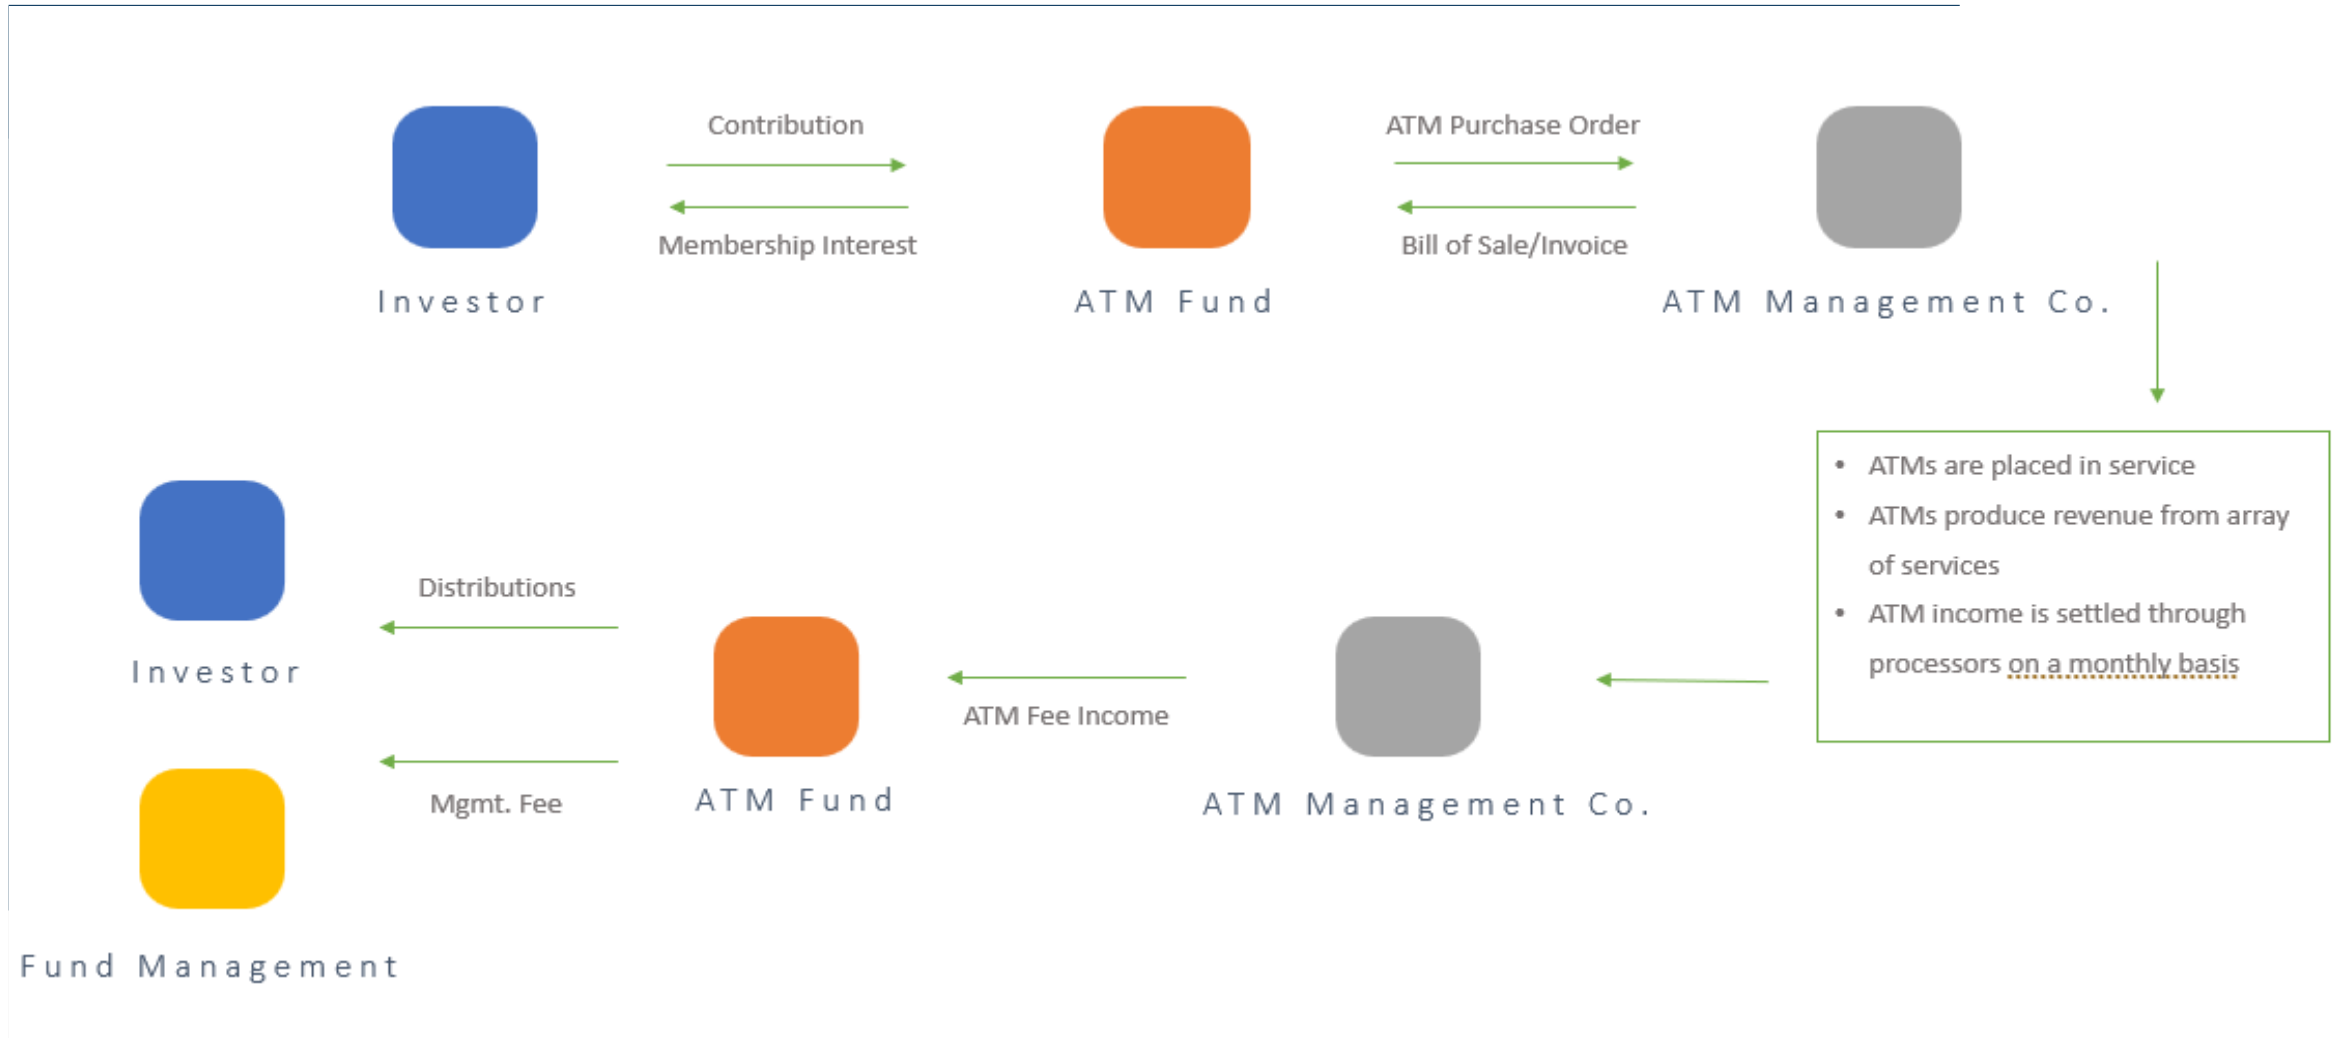 Contribution
Membership Interest
Investor
ATM Fund
ATM Purchase Order
Bill of Sale/Invoice
ATM Management Co.
• ATMs are placed in service
• ATMs produce revenue from array
of services
• ATM income is settled through
processors on a monthly basis
ATM Management Co.
ATM Fee Income
ATM Fund
Distributions
Investor
Mgmt. Fee
Fund Management